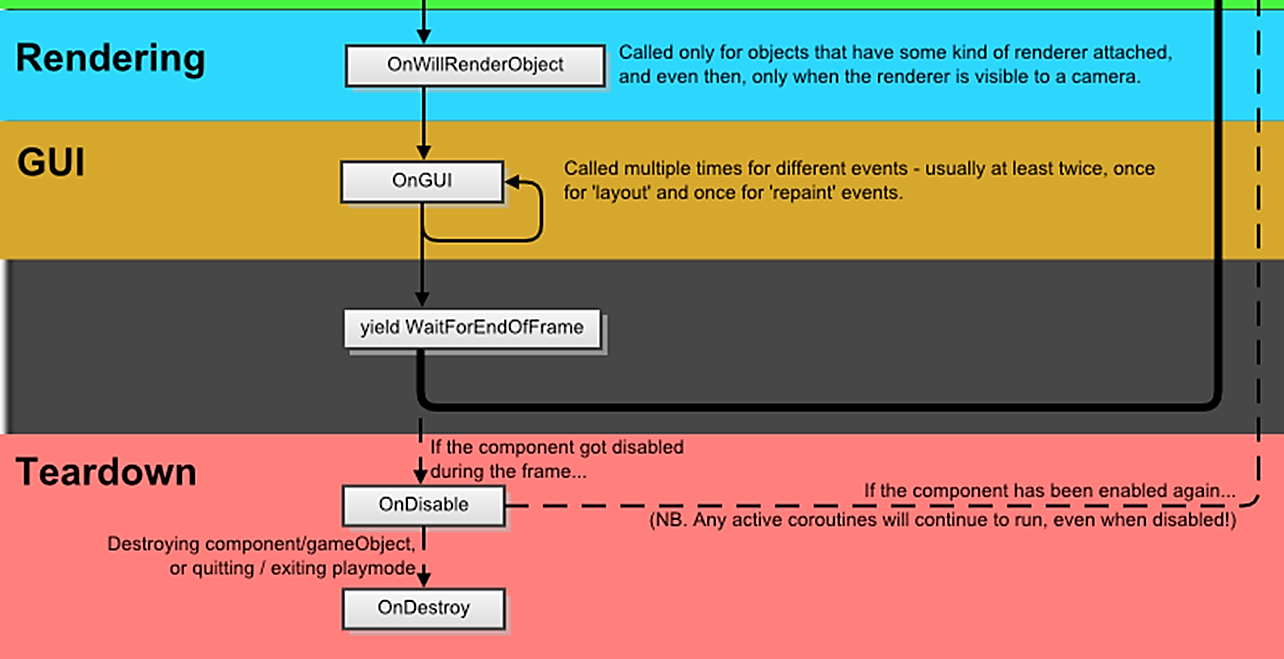 Rendering
OnWillRenderObject
Called only for objects that have some kind of renderer attached,
and even then, only when the renderer is visible to a camera.
GUI
OnGUI
Called multiple times for different events - usually at least twice, once
for 'layout' and once for 'repaint' events.
yield WaitForEndOfFrame
Teardown
If the component got disabled
during the frame...
OnDisable
If the component has been enabled again...
(NB. Any active coroutines will continue to run, even when disabled!)
Destroying component/gameObject,
or quitting / exiting playmode
OnDestroy